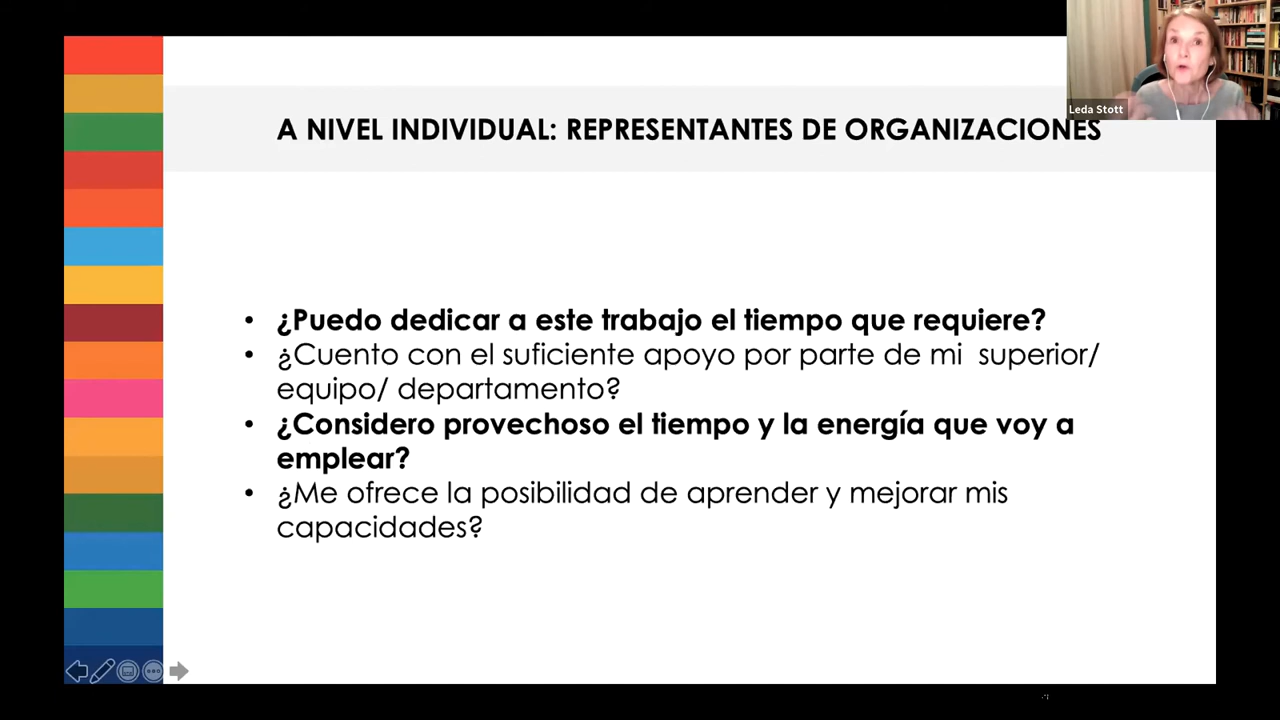 Leda Stott
A NIVEL INDIVIDUAL: REPRESENTANTES DE ORGANIZACIONES
• ¿Puedo dedicar a este trabajo el tiempo que requiere?
• ¿Cuento con el suficiente apoyo por parte de mi  superior/
equipo/ departamento?
• ¿Considero provechoso el tiempo y la energía que voy a
emplear?
• ¿Me ofrece la posibilidad de aprender y mejorar mis
capacidades?